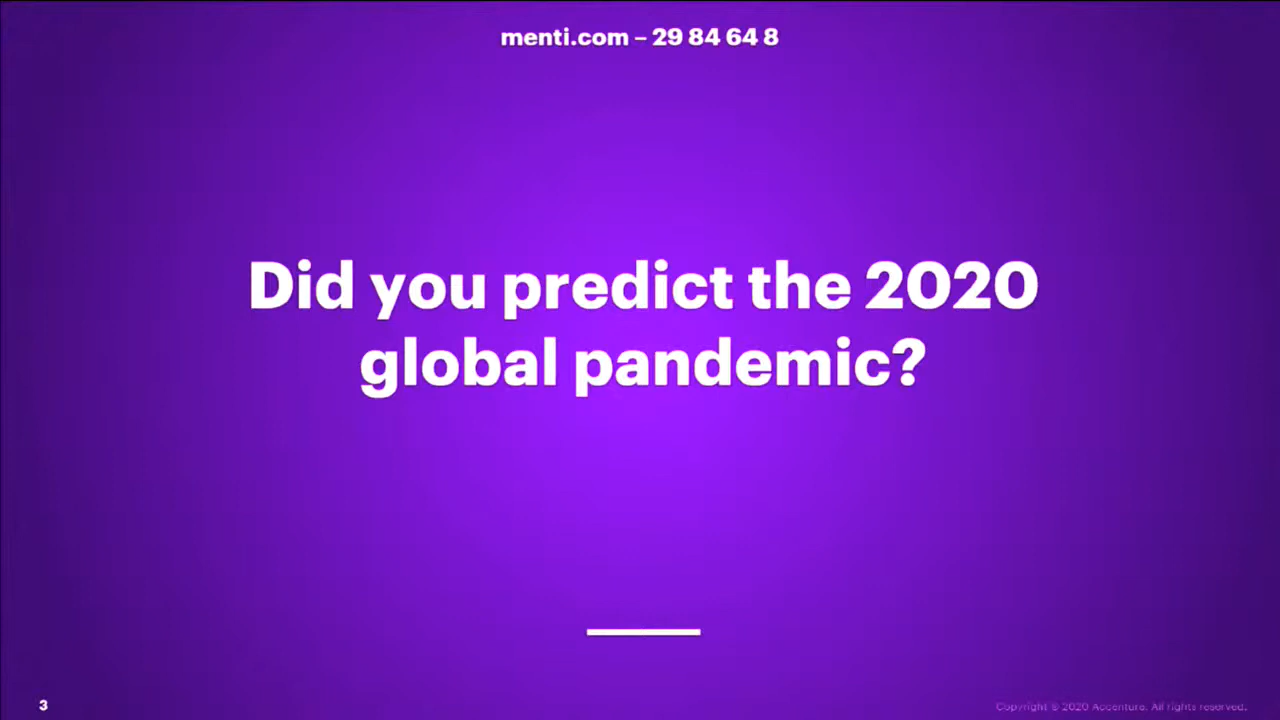 menti.com – 29 84 64 8
Did you predict the 2020
global pandemic?
3
Copyright © 2020 Accenture. All rights reserved.